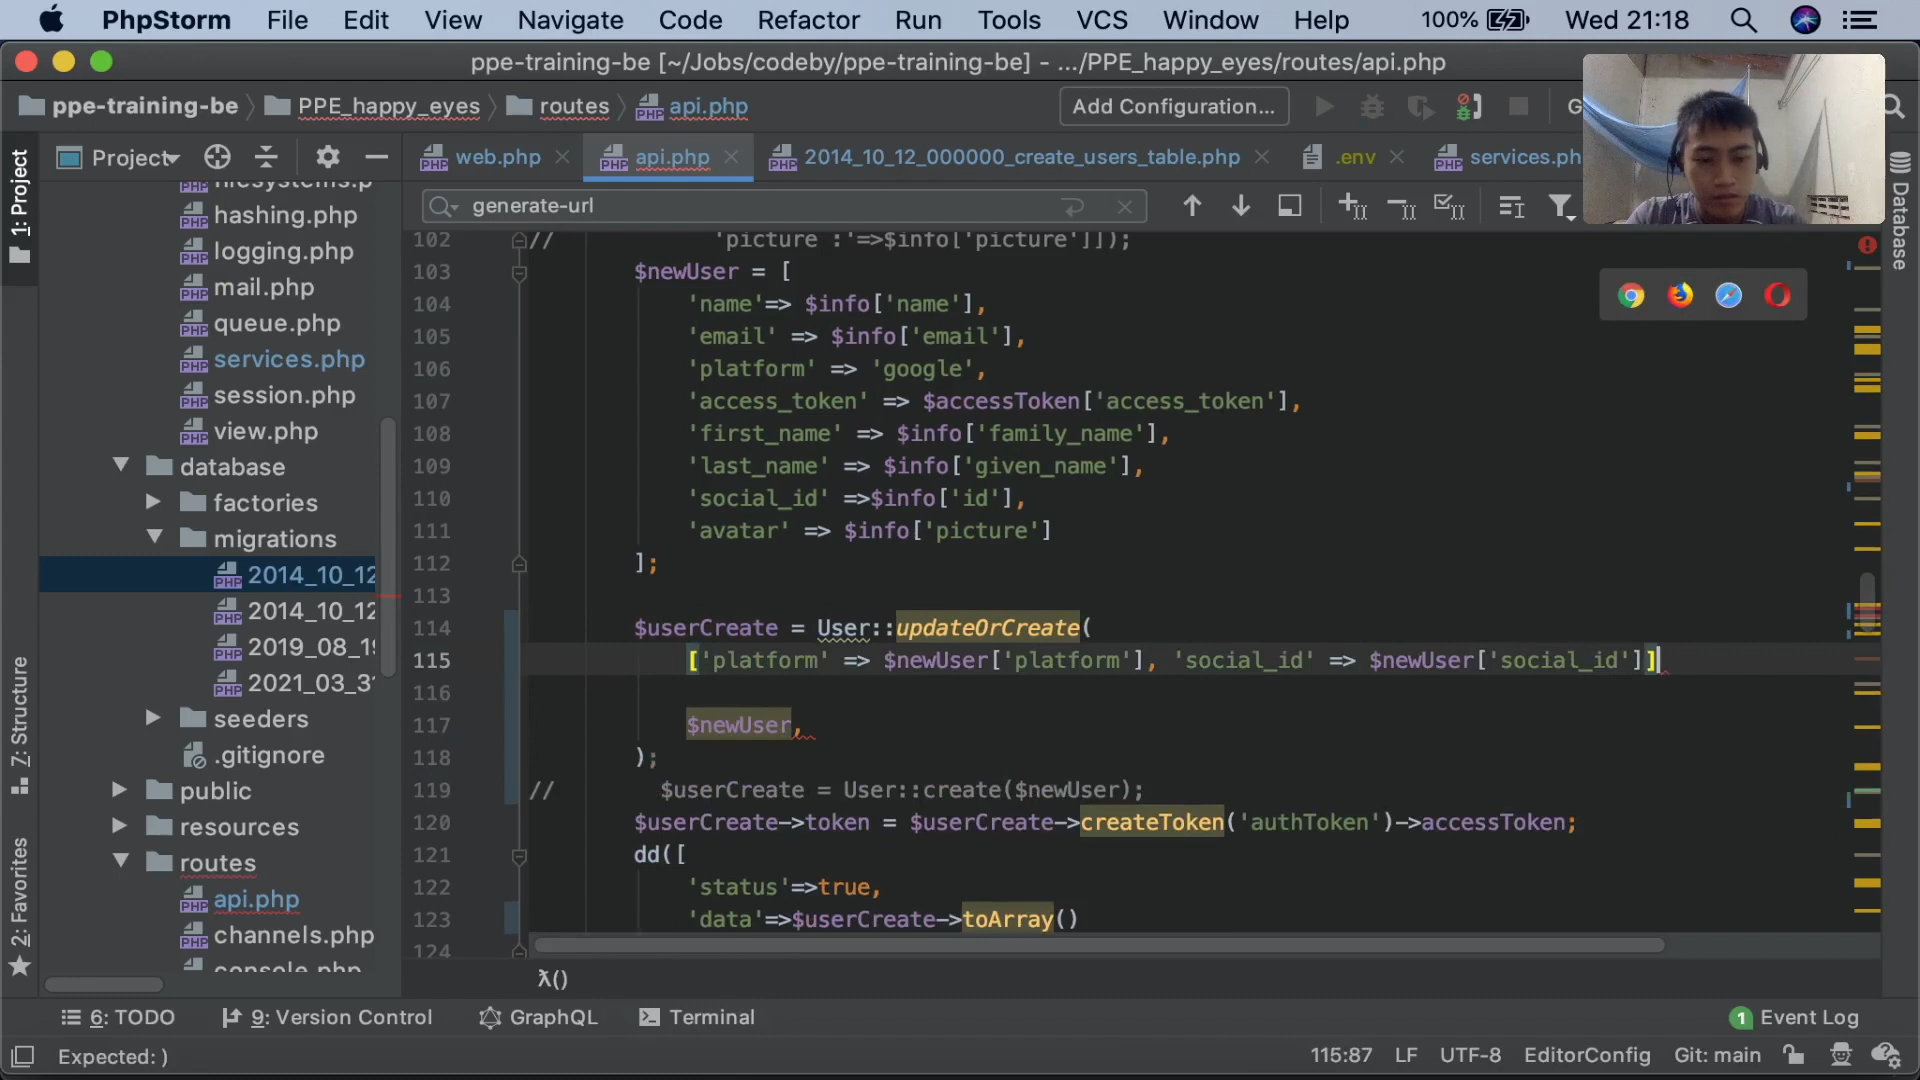 PhpStorm File Edit View Navigate Code Refactor Run Tools VCS Window Help 100% Wed 21:18
ppe-training-be [~/Jobs/codeby/ppe-training-be] - .../PPE_happy_eyes/routes/api.php
ppe-training-be PPE_happy_eyes routes api.php Add Configuration... G
Project web.php api.php 2014_10_12_000000_create_users_table.php .env services.ph
generate-url
1: Project
7: Structure
2: Favorites
Database
hashing.php
logging.php
mail.php
queue.php
services.php
session.php
view.php
database
factories
migrations
2014_10_12
2014_10_12
2019_08_19
2021_03_31
seeders
.gitignore
public
resources
routes
api.php
channels.php
console.php
102 // 'picture :'=>$info['picture']]);
103 $newUser = [
104 'name'=> $info['name'],
105 'email' => $info['email'],
106 'platform' => 'google',
107 'access_token' => $accessToken['access_token'],
108 'first_name' => $info['family_name'],
109 'last_name' => $info['given_name'],
110 'social_id' =>$info['id'],
111 'avatar' => $info['picture']
112 ];
113
114 $userCreate = User::updateOrCreate(
115 ['platform' => $newUser['platform'], 'social_id' => $newUser['social_id']]
116
117 $newUser,
118 );
119 // $userCreate = User::create($newUser);
120 $userCreate->token = $userCreate->createToken('authToken')->accessToken;
121 dd([
122 'status'=>true,
123 'data'=>$userCreate->toArray()
124
λ()
6: TODO 9: Version Control GraphQL Terminal 1 Event Log
Expected: ) 115:87 LF UTF-8 EditorConfig Git: main